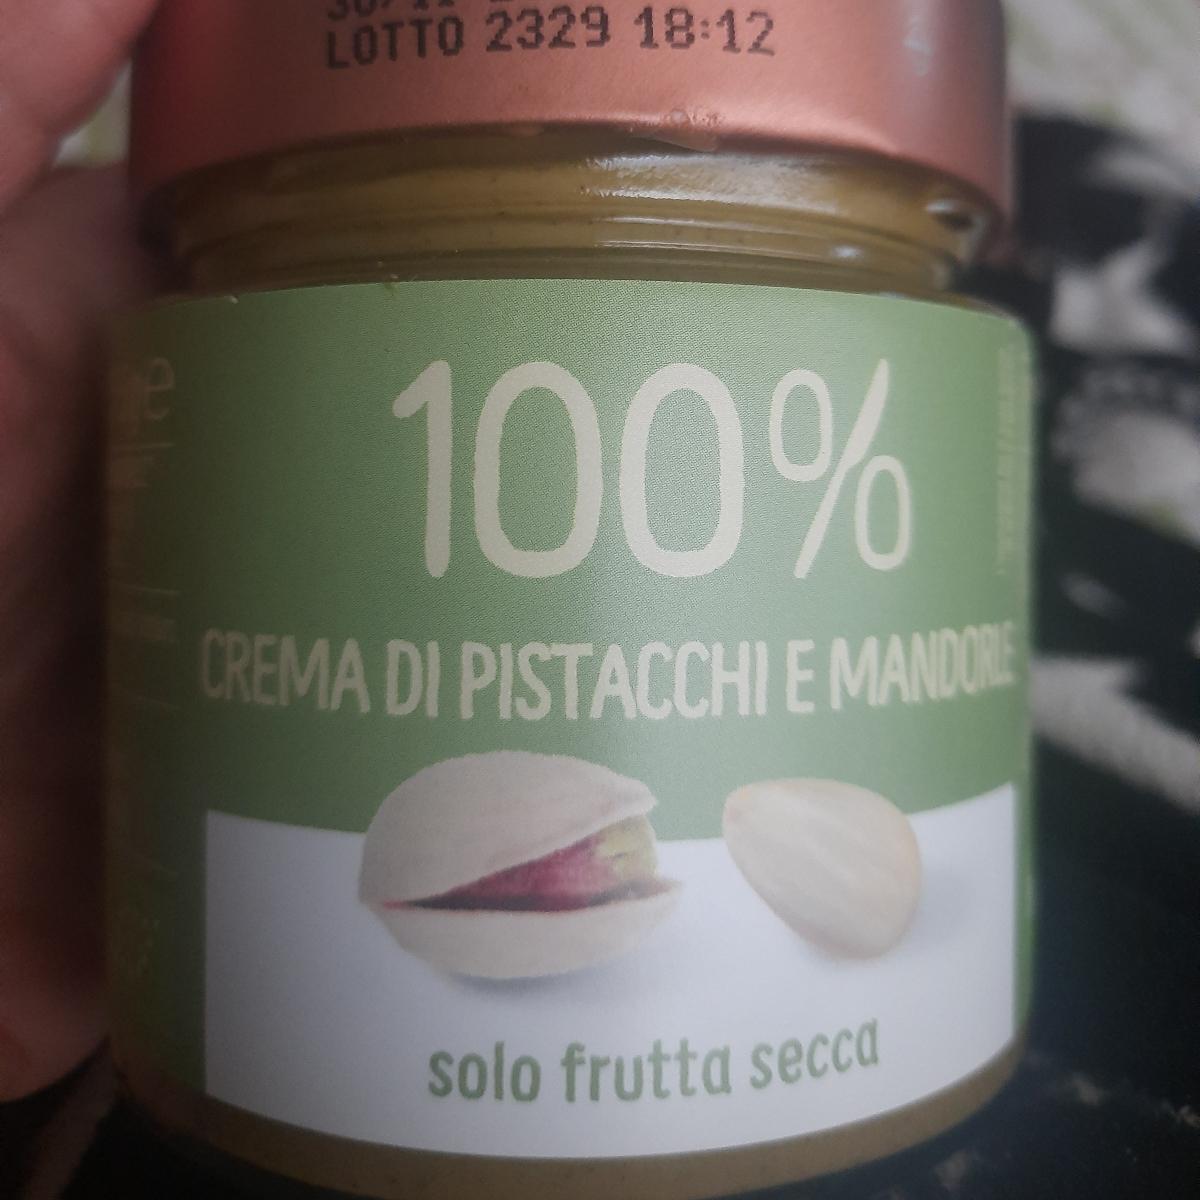 LOTTO 2329 18:12
100%
CREMA DI PISTACCHI E MANDORLE
solo frutta secca